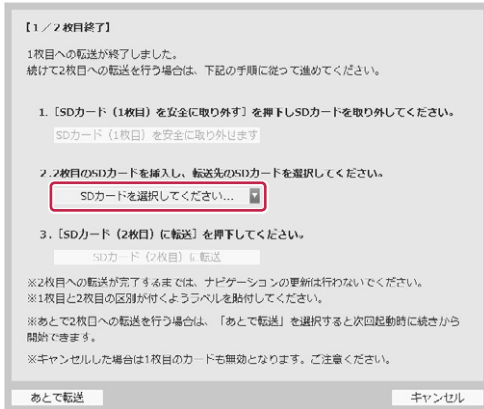 【1／2枚目終了】
1枚目への転送が終了しました。
続けて2枚目への転送を行う場合は、下記の手順に従って進めてください。
1.［SDカード（1枚目）を安全に取り外す］を押下しSDカードを取り外してください。
SDカード（1枚目）を安全に取り外せます
2.2枚目のSDカードを挿入し、転送先のSDカードを選択してください。
SDカードを選択してください...
3.［SDカード（2枚目）に転送］を押下してください。
SDカード（2枚目）に転送
※2枚目への転送が完了するまでは、ナビゲーションの更新は行わないでください。
※1枚目と2枚目の区別が付くようラベルを貼付してください。
※あとで2枚目への転送を行う場合は、「あとで転送」を選択すると次回起動時に続きから
開始できます。
※キャンセルした場合は1枚目のカードも無効となります。ご注意ください。
あとで転送
キャンセル